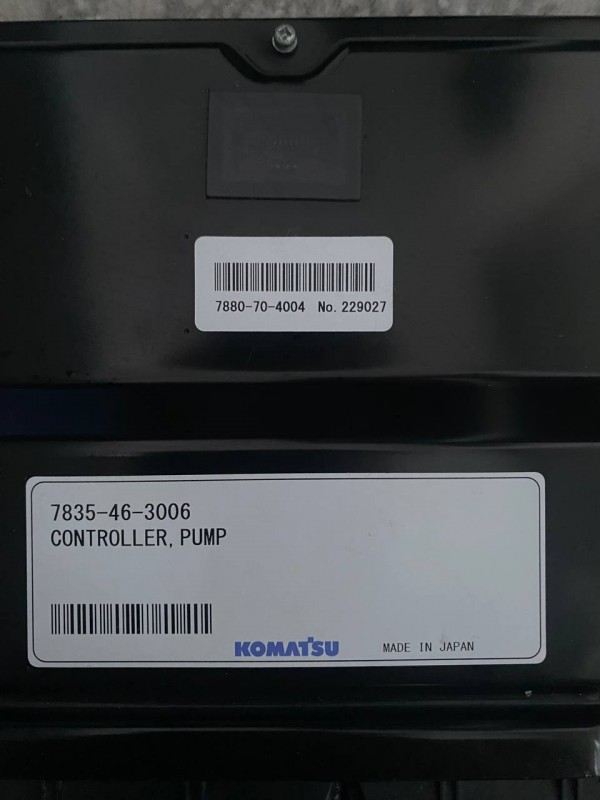 7880-70-4004 No. 229027
7835-46-3006
CONTROLLER, PUMP
KOMATSU MADE IN JAPAN